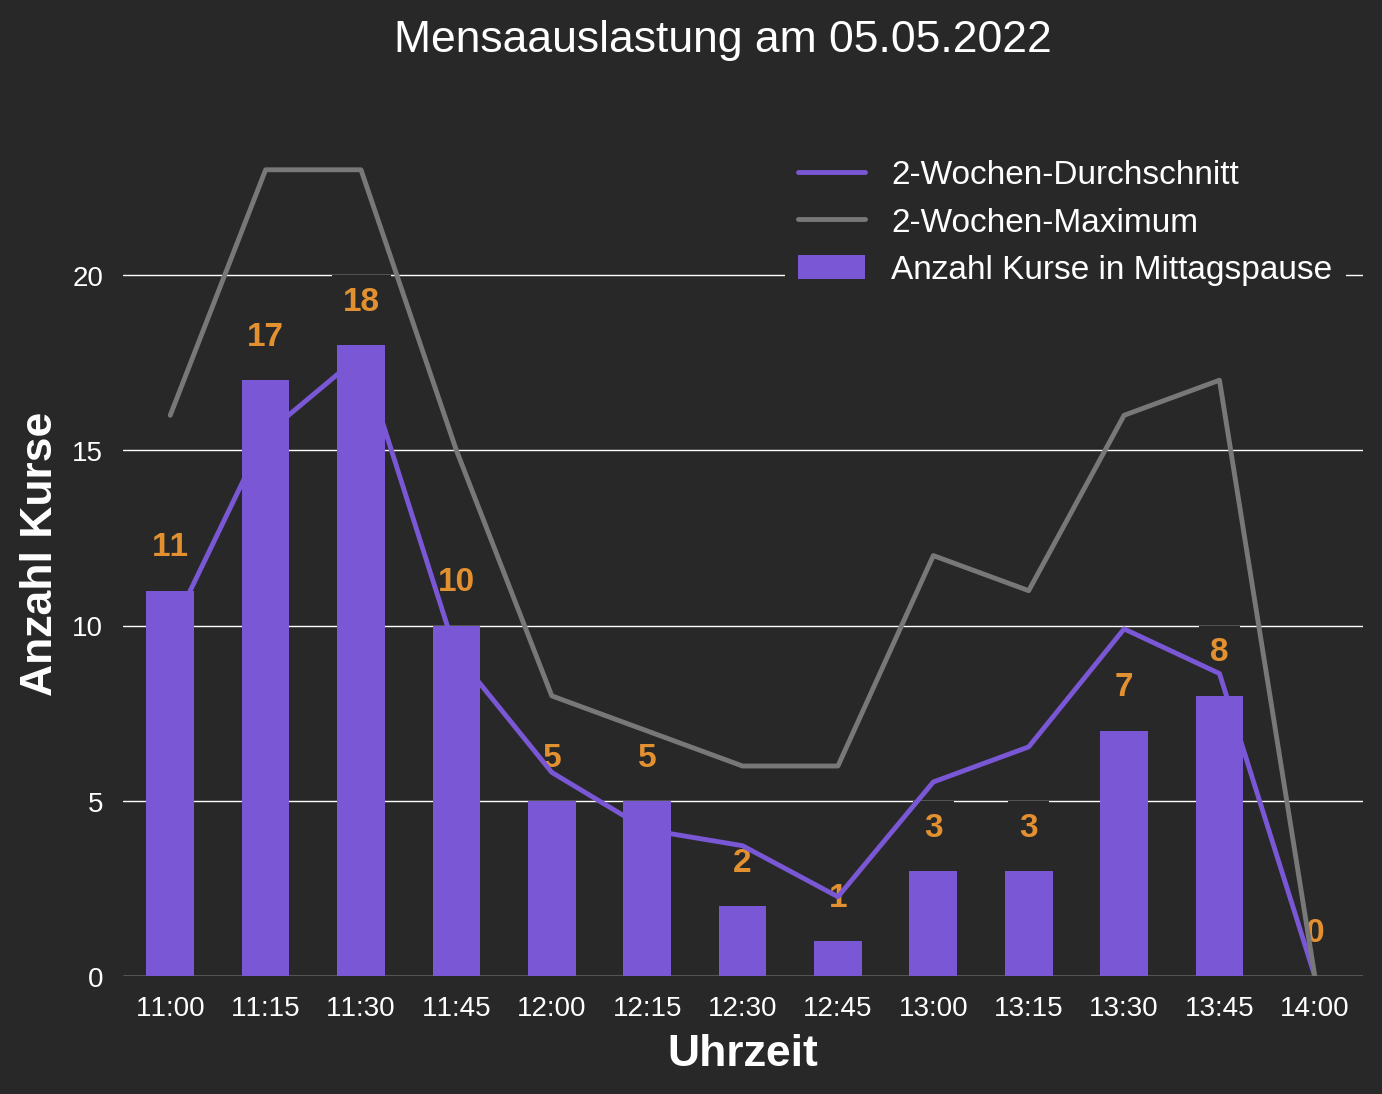 Mensaauslastung am 05.05.2022
2-Wochen-Durchschnitt
2-Wochen-Maximum
Anzahl Kurse in Mittagspause
Anzahl Kurse
20
15
10
5
0
11
17
18
10
5
5
2
1
3
3
7
8
0
11:00 11:15 11:30 11:45 12:00 12:15 12:30 12:45 13:00 13:15 13:30 13:45 14:00
Uhrzeit